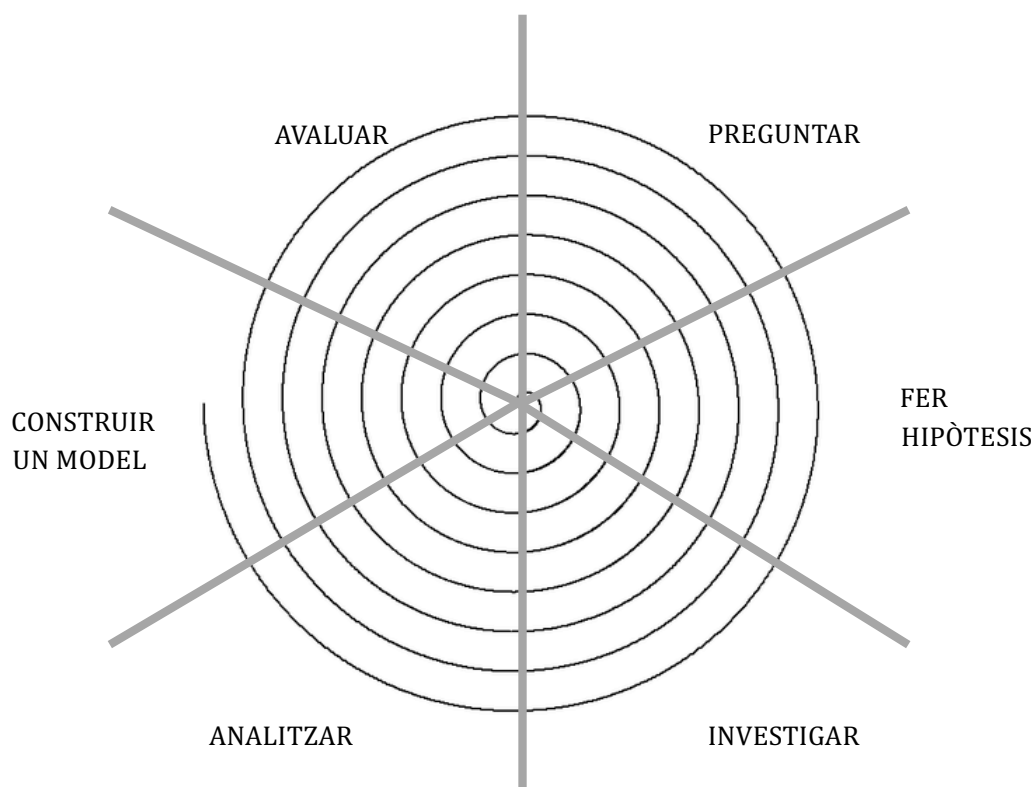 AVALUAR
PREGUNTAR
FER
HIPÒTESIS
CONSTRUIR
UN MODEL
ANALITZAR
INVESTIGAR